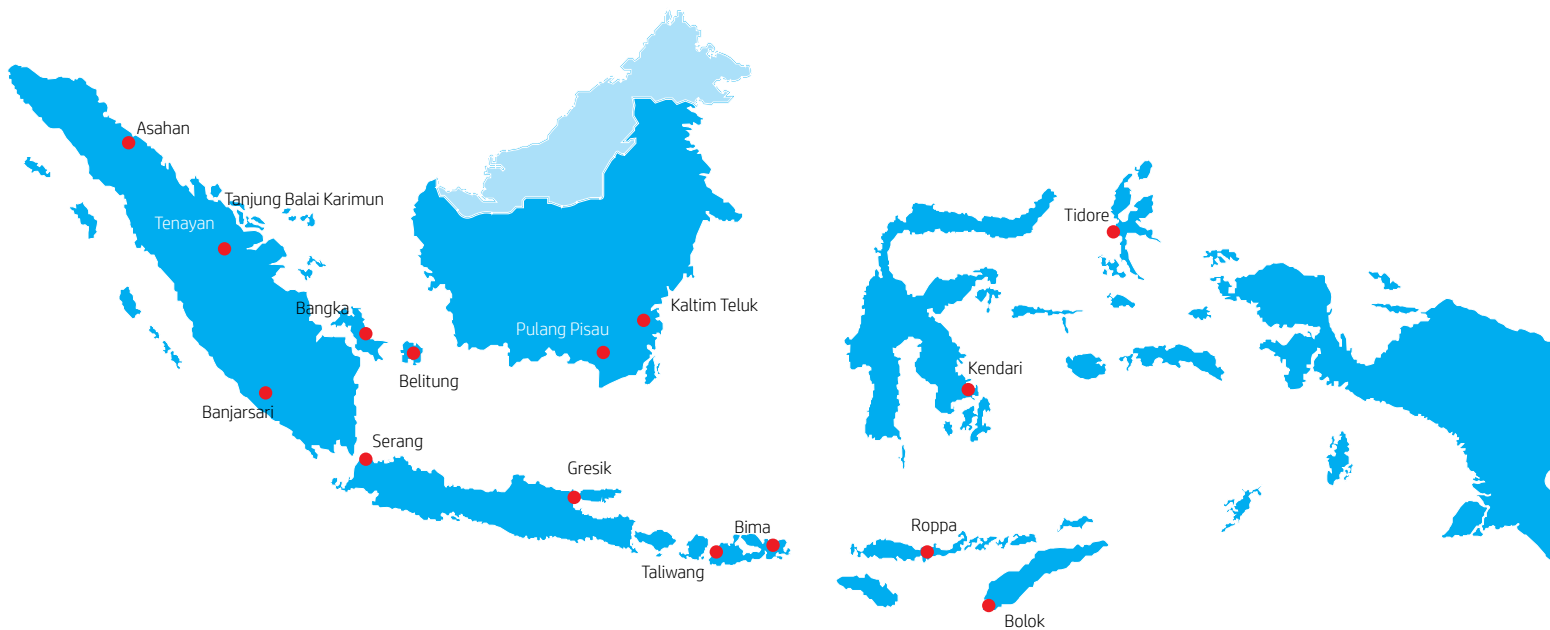 Asahan
Tanjung Balai Karimun
Tenayan
Tidore
Bangka
Kaltim Teluk
Pulang Pisau
Belitung
Kendari
Banjarsari
Serang
Gresik
Bima
Roppa
Taliwang
Bolok